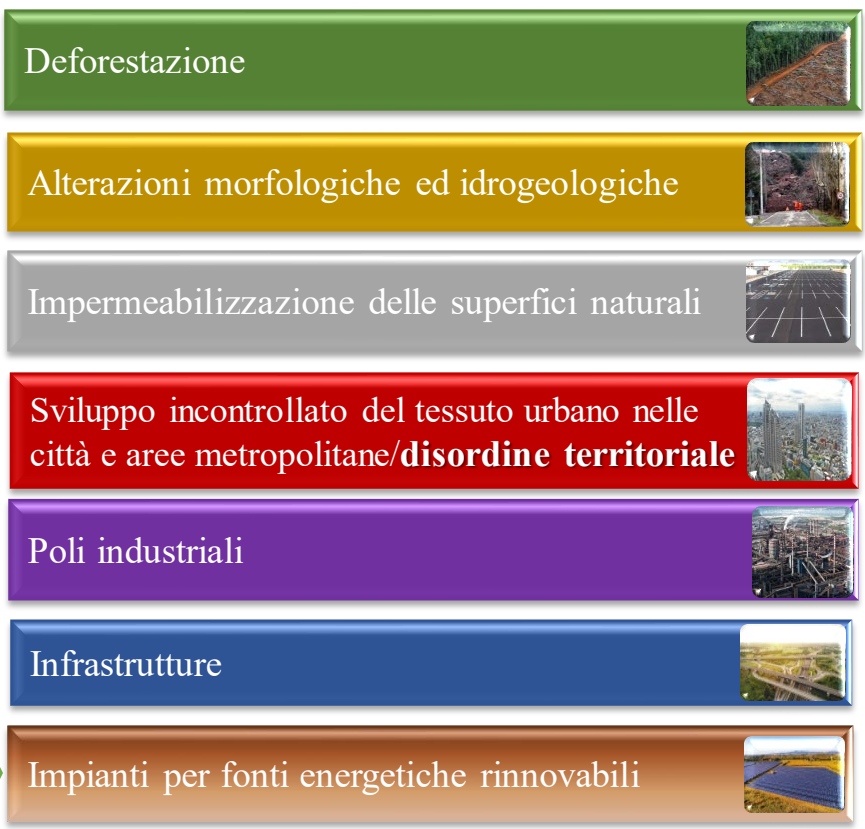 Deforestazione
Alterazioni morfologiche ed idrogeologiche
Impermeabilizzazione delle superfici naturali
Sviluppo incontrollato del tessuto urbano nelle
città e aree metropolitane/disordine territoriale
Poli industriali
Infrastrutture
Impianti per fonti energetiche rinnovabili